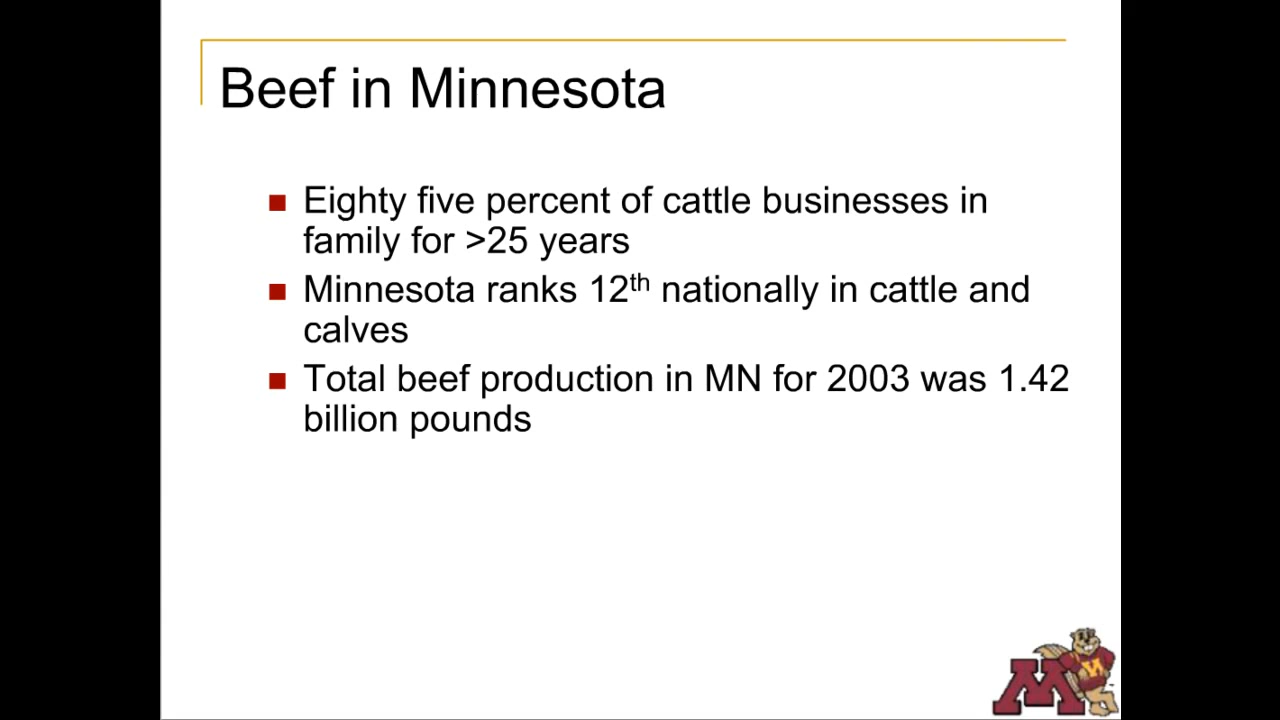 Beef in Minnesota
Eighty five percent of cattle businesses in
family for >25 years
Minnesota ranks 12th nationally in cattle and
calves
Total beef production in MN for 2003 was 1.42
billion pounds
M